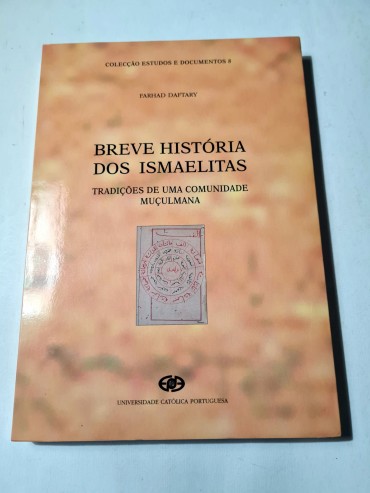 COLECÇÃO ESTUDOS E DOCUMENTOS 8
FARHAD DAFTARY
BREVE HISTÓRIA
DOS ISMAELITAS
TRADIÇÕES DE UMA COMUNIDADE
MUÇULMANA
UNIVERSIDADE CATÓLICA PORTUGUESA